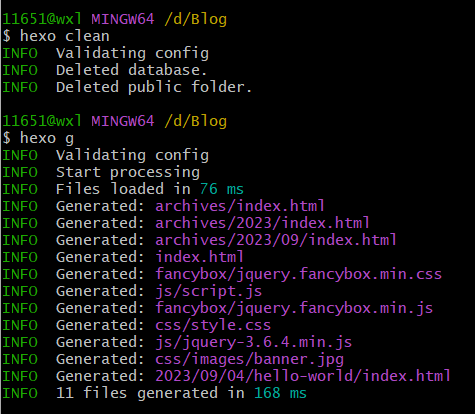 11651@wxl MINGW64 /d/Blog
$ hexo clean
INFO  Validating config
INFO  Deleted database.
INFO  Deleted public folder.
11651@wxl MINGW64 /d/Blog
$ hexo g
INFO  Validating config
INFO  Start processing
INFO  Files loaded in 76 ms
INFO  Generated: archives/index.html
INFO  Generated: archives/2023/index.html
INFO  Generated: archives/2023/09/index.html
INFO  Generated: index.html
INFO  Generated: fancybox/jquery.fancybox.min.css
INFO  Generated: js/script.js
INFO  Generated: fancybox/jquery.fancybox.min.js
INFO  Generated: css/style.css
INFO  Generated: js/jquery-3.6.4.min.js
INFO  Generated: css/images/banner.jpg
INFO  Generated: 2023/09/04/hello-world/index.html
INFO  11 files generated in 168 ms